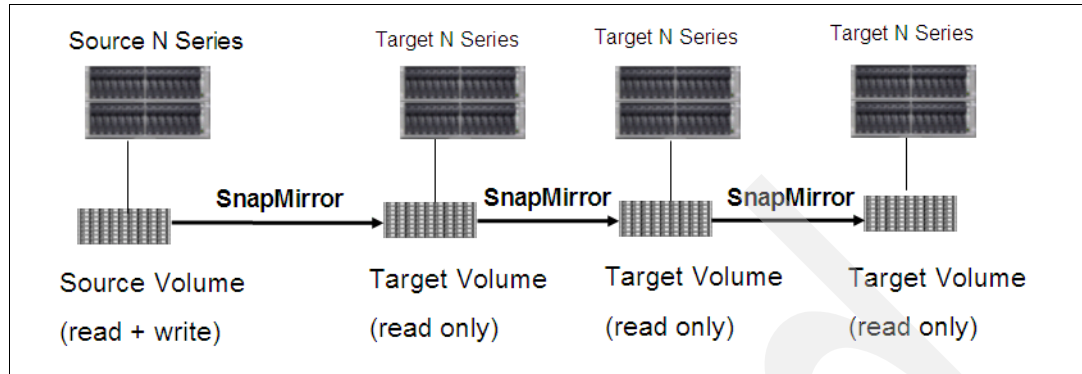 Source N Series
Target N Series
Target N Series
Target N Series
SnapMirror
SnapMirror
SnapMirror
Source Volume
(read + write)
Target Volume
(read only)
Target Volume
(read only)
Target Volume
(read only)